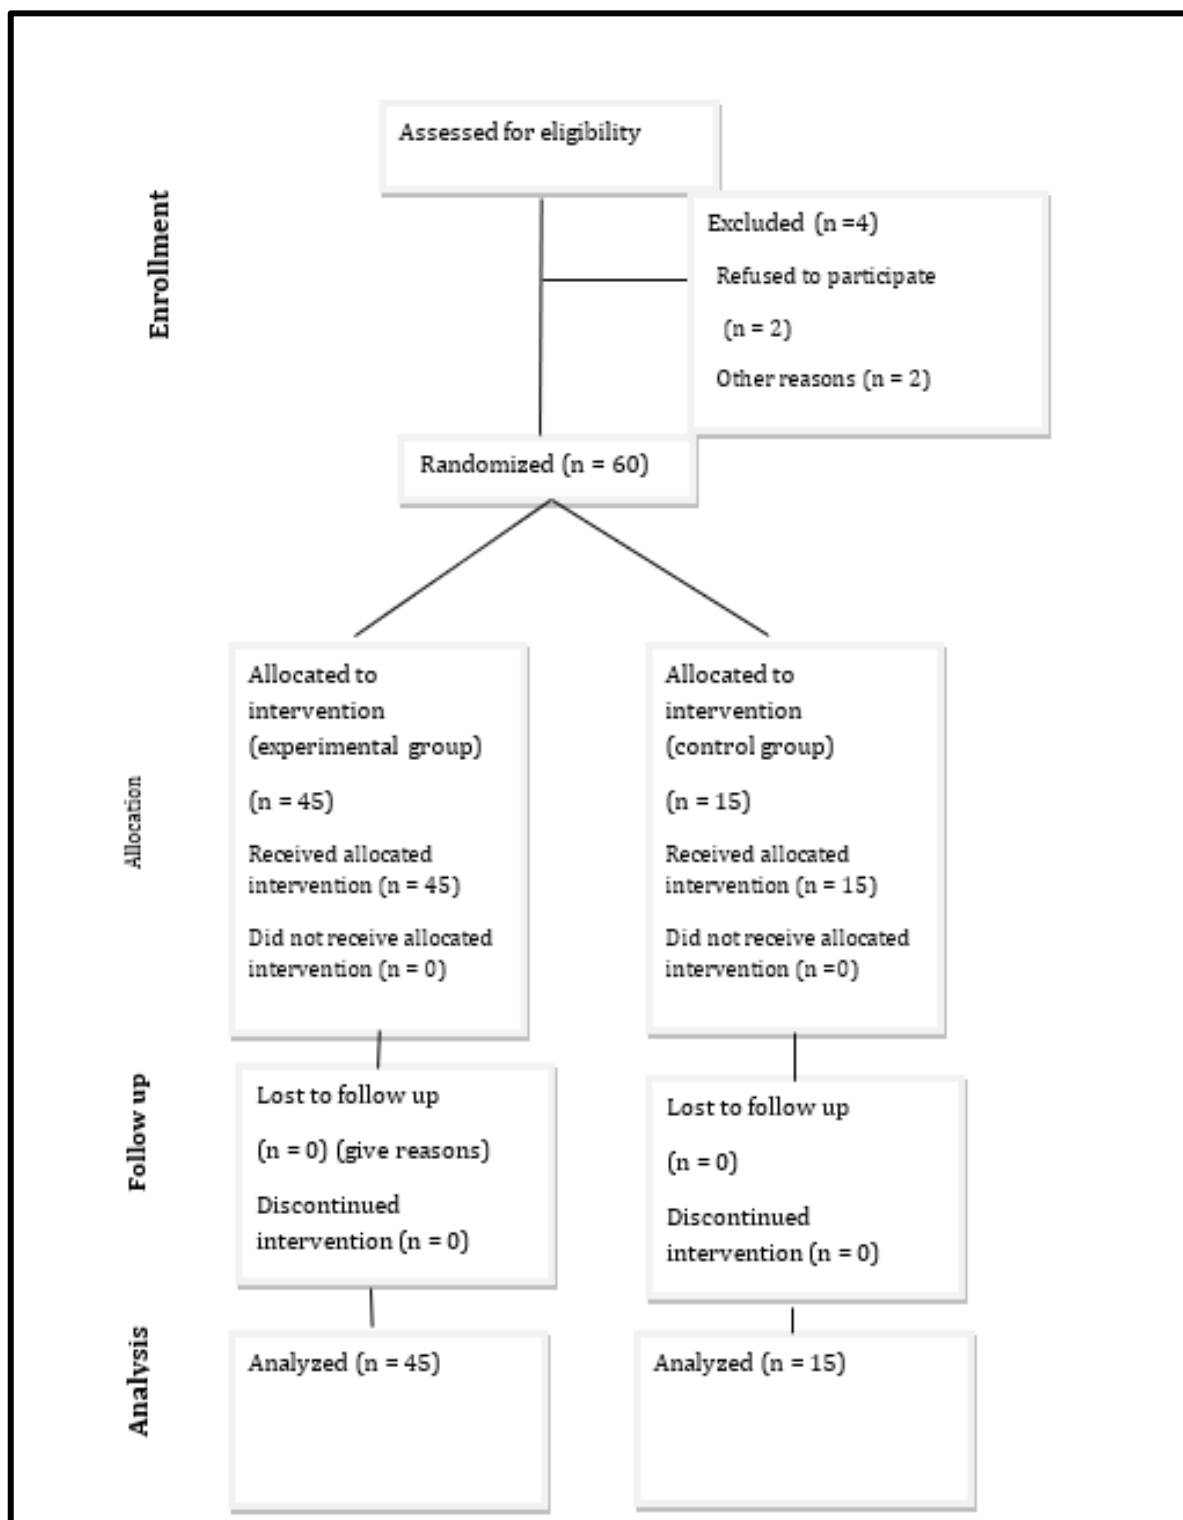 Assessed for eligibility
Enrollment
Excluded (n =4)
Refused to participate
(n = 2)
Other reasons (n = 2)
Randomized (n = 60)
Allocation
Allocated to
intervention
(experimental group)
(n = 45)
Received allocated
intervention (n = 45)
Did not receive allocated
intervention (n = 0)
Allocated to
intervention
(control group)
(n = 15)
Received allocated
intervention (n = 15)
Did not receive allocated
intervention (n =0)
Follow up
Lost to follow up
(n = 0) (give reasons)
Discontinued
intervention (n = 0)
Lost to follow up
(n = 0)
Discontinued
intervention (n = 0)
Analysis
Analyzed (n = 45)
Analyzed (n = 15)